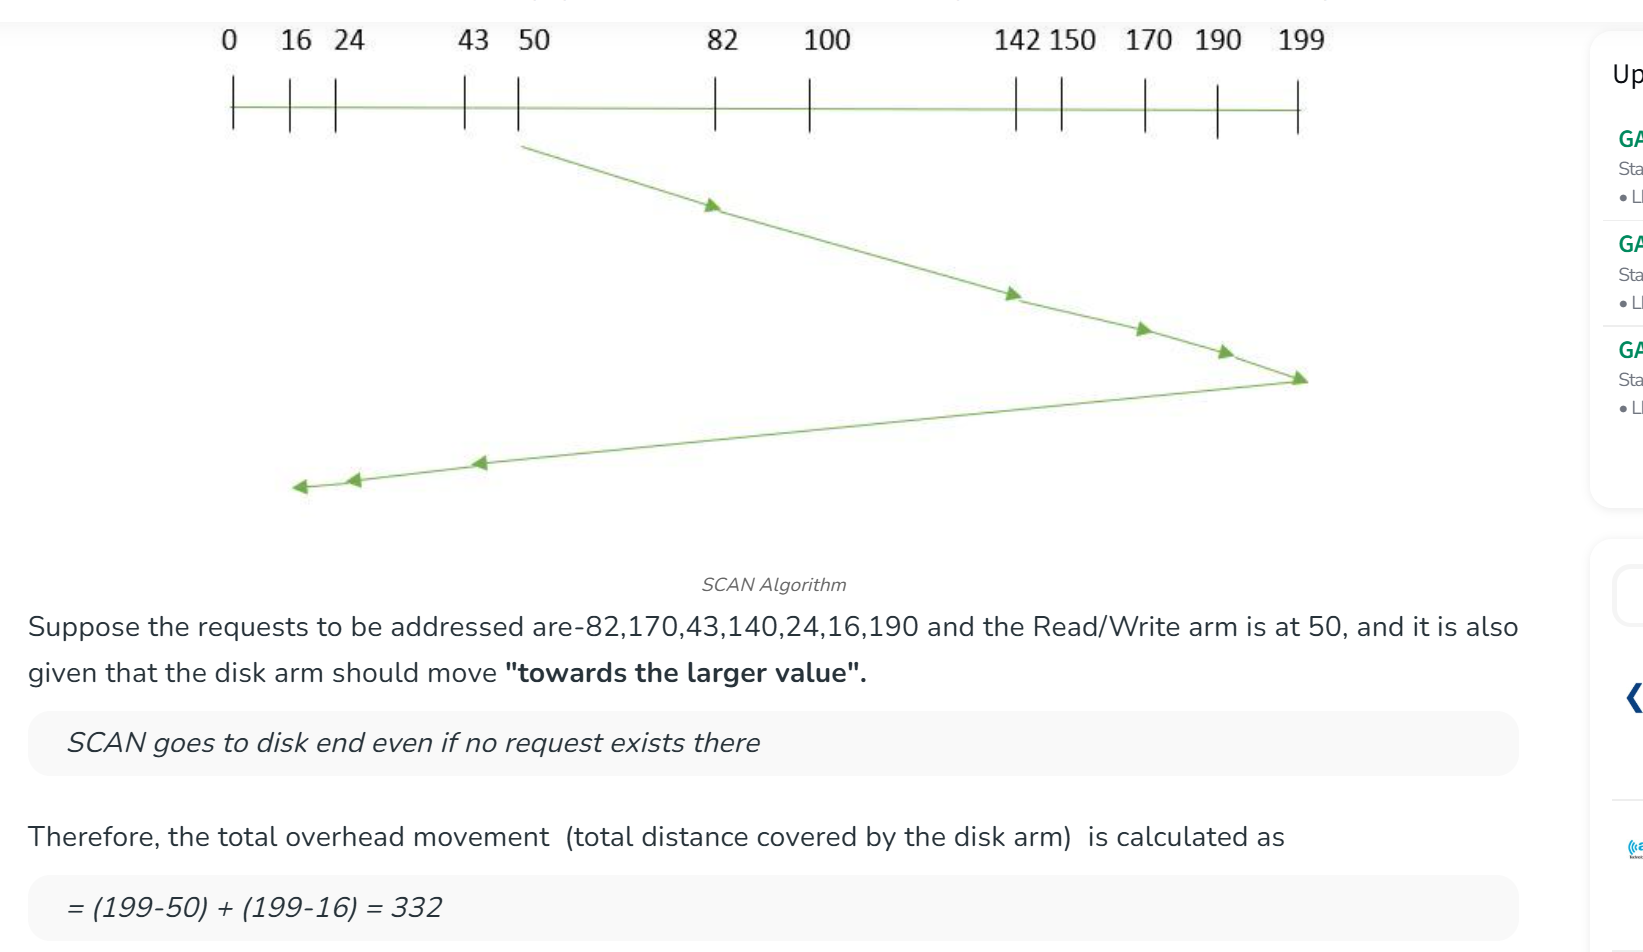 0 16 24 43 50 82 100 142 150 170 190 199
Up
GA
Sta
• LI
GA
Sta
• LI
GA
Sta
• LI
SCAN Algorithm
Suppose the requests to be addressed are-82,170,43,140,24,16,190 and the Read/Write arm is at 50, and it is also
given that the disk arm should move "towards the larger value".
SCAN goes to disk end even if no request exists there
Therefore, the total overhead movement (total distance covered by the disk arm) is calculated as
= (199-50) + (199-16) = 332